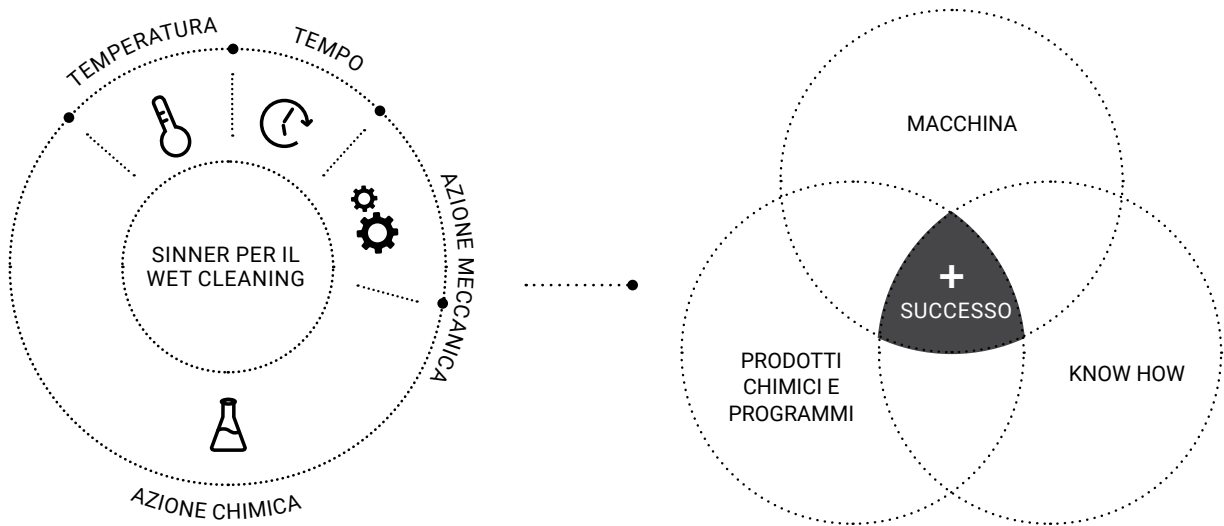 TEMPERATURA
TEMPO
AZIONE MECCANICA
SINNER PER IL
WET CLEANING
AZIONE CHIMICA
MACCHINA
+
SUCCESSO
PRODOTTI
CHIMICI E
PROGRAMMI
KNOW HOW